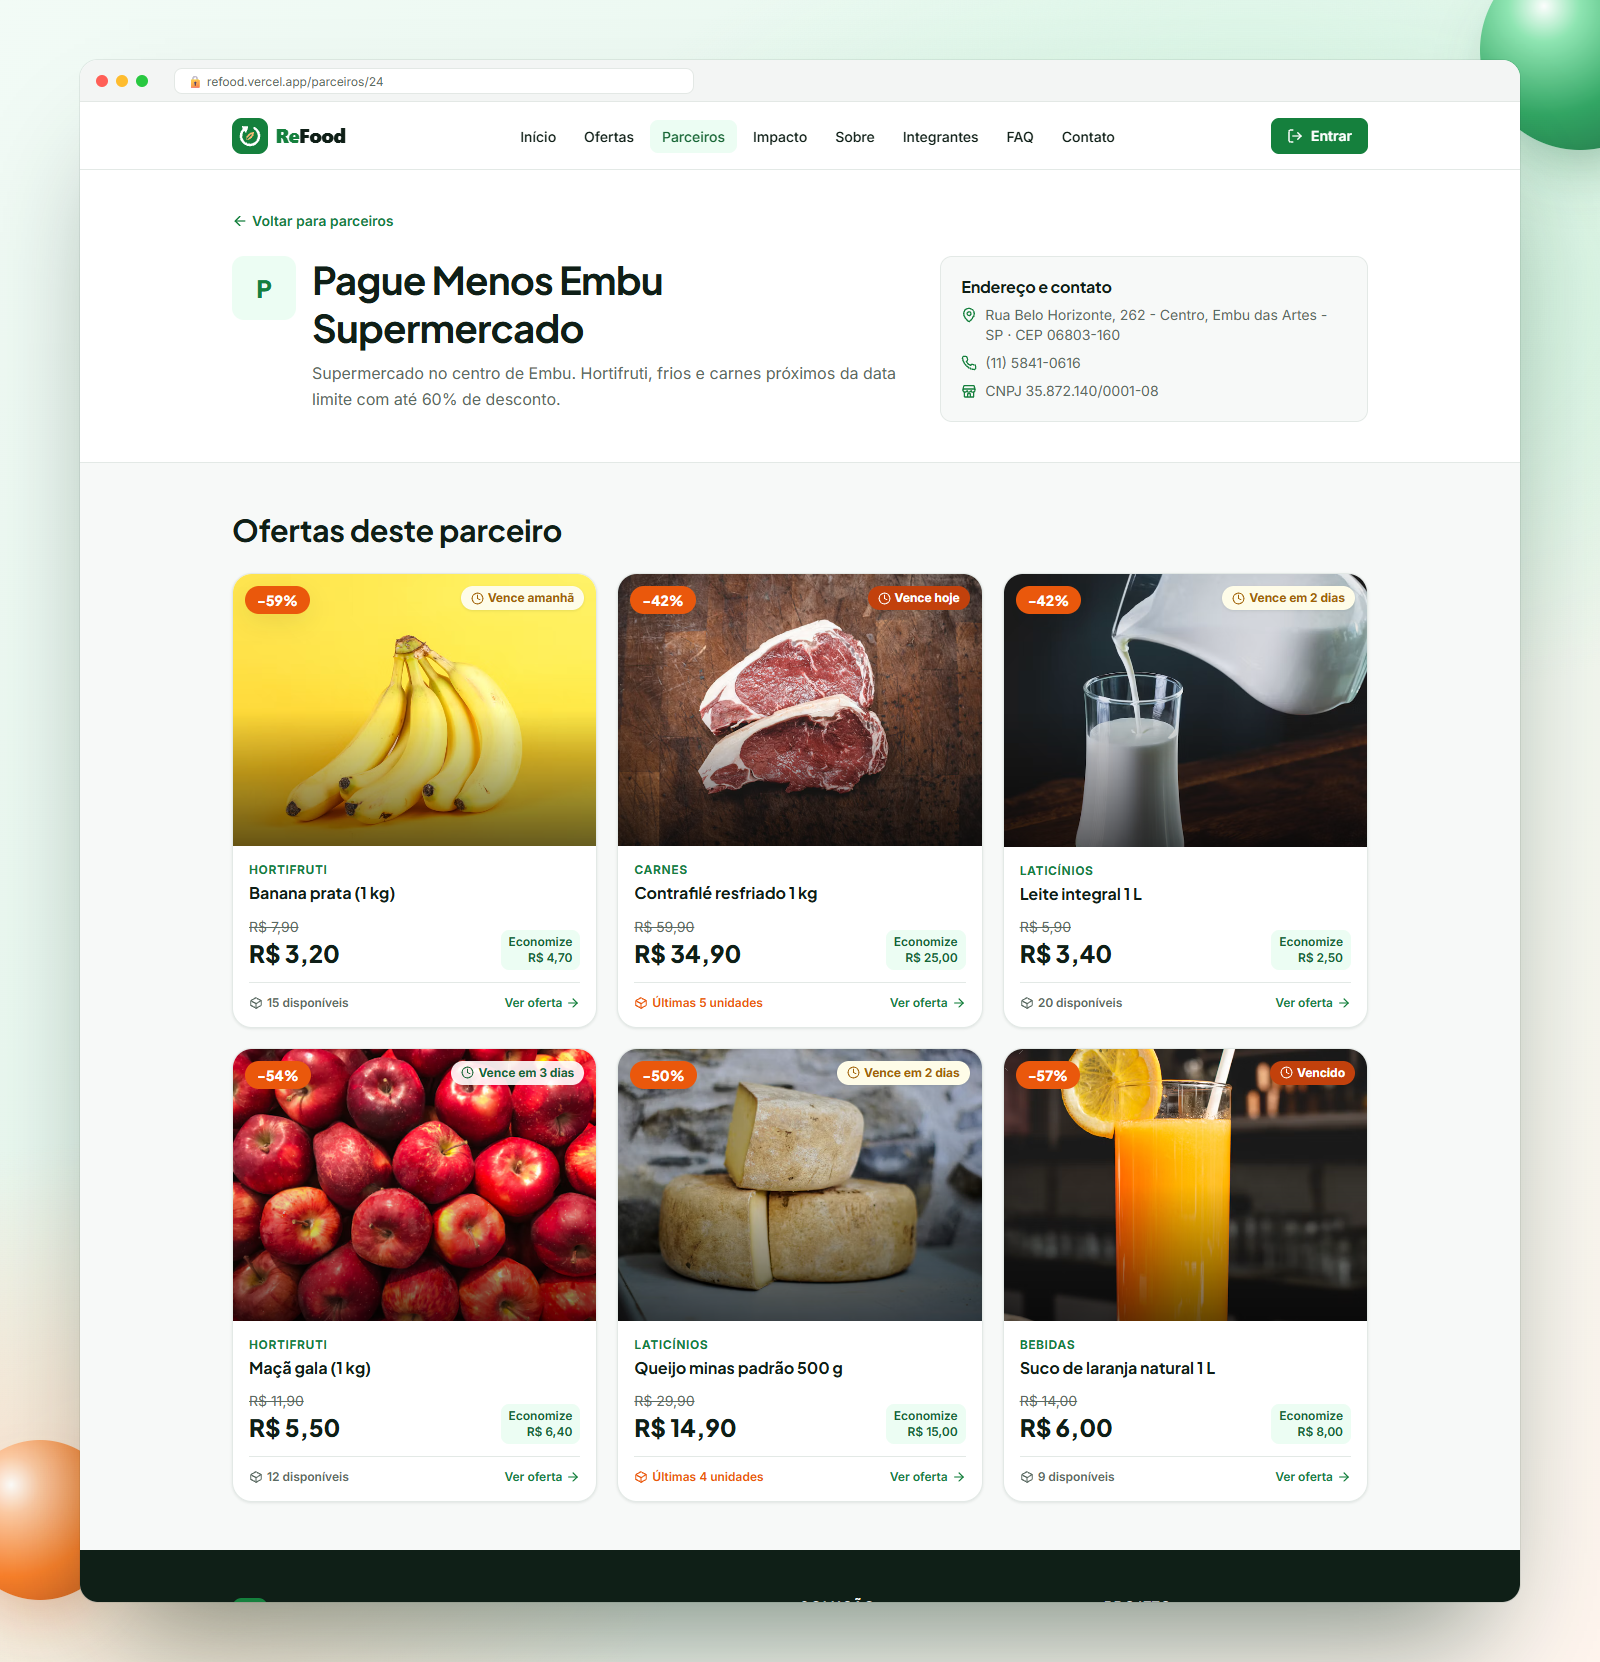 refood.vercel.app/parceiros/24
ReFood
Início
Ofertas
Parceiros
Impacto
Sobre
Integrantes
FAQ
Contato
Entrar
Voltar para parceiros
P
Pague Menos Embu
Supermercado
Supermercado no centro de Embu. Hortifruti, frios e carnes próximos da data
limite com até 60% de desconto.
Endereço e contato
Rua Belo Horizonte, 262 - Centro, Embu das Artes -
SP · CEP 06803-160
(11) 5841-0616
CNPJ 35.872.140/0001-08
Ofertas deste parceiro
-59%
Vence amanhã
HORTIFRUTI
Banana prata (1 kg)
R$ 7,90
R$ 3,20
Economize
R$ 4,70
15 disponíveis
Ver oferta
-42%
Vence hoje
CARNES
Contrafilé resfriado 1 kg
R$ 59,90
R$ 34,90
Economize
R$ 25,00
Últimas 5 unidades
Ver oferta
-42%
Vence em 2 dias
LATICÍNIOS
Leite integral 1 L
R$ 5,90
R$ 3,40
Economize
R$ 2,50
20 disponíveis
Ver oferta
-54%
Vence em 3 dias
HORTIFRUTI
Maçã gala (1 kg)
R$ 11,90
R$ 5,50
Economize
R$ 6,40
12 disponíveis
Ver oferta
-50%
Vence em 2 dias
LATICÍNIOS
Queijo minas padrão 500 g
R$ 29,90
R$ 14,90
Economize
R$ 15,00
Últimas 4 unidades
Ver oferta
-57%
Vencido
BEBIDAS
Suco de laranja natural 1 L
R$ 14,00
R$ 6,00
Economize
R$ 8,00
9 disponíveis
Ver oferta